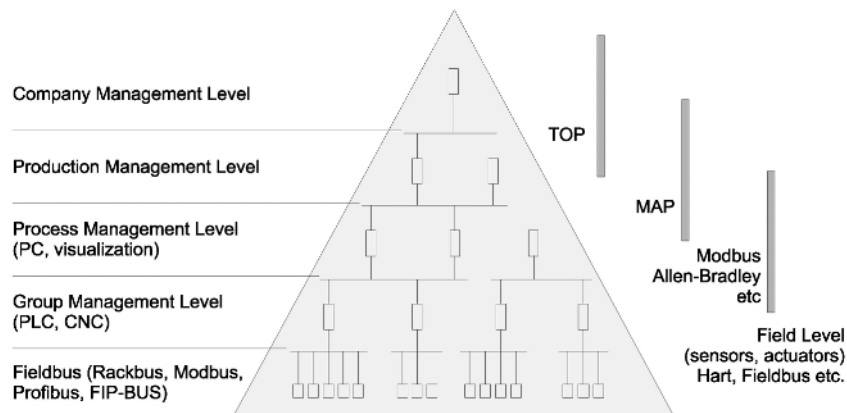 Company Management Level
TOP
Production Management Level
MAP
Process Management Level
(PC, visualization)
Modbus
Allen-Bradley
etc
Group Management Level
(PLC, CNC)
Field Level
(sensors, actuators)
Hart, Fieldbus etc.
Fieldbus (Rackbus, Modbus,
Profibus, FIP-BUS)